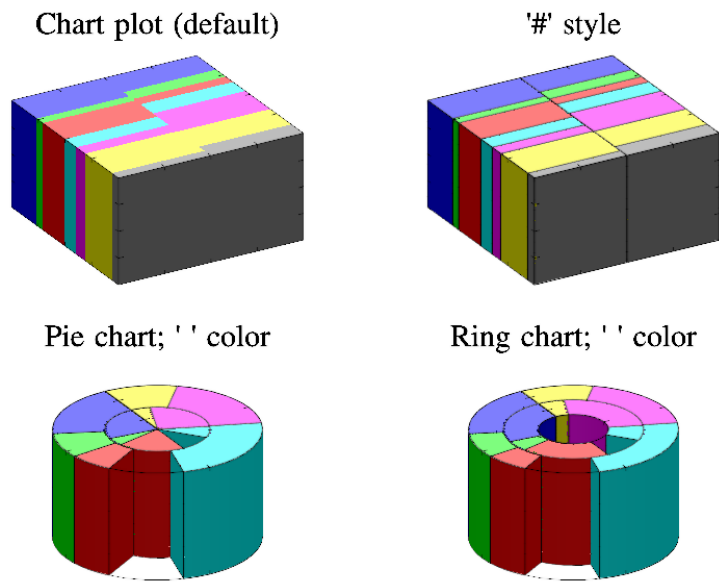 Chart plot (default)
'#' style
Pie chart; ' ' color
Ring chart; ' ' color